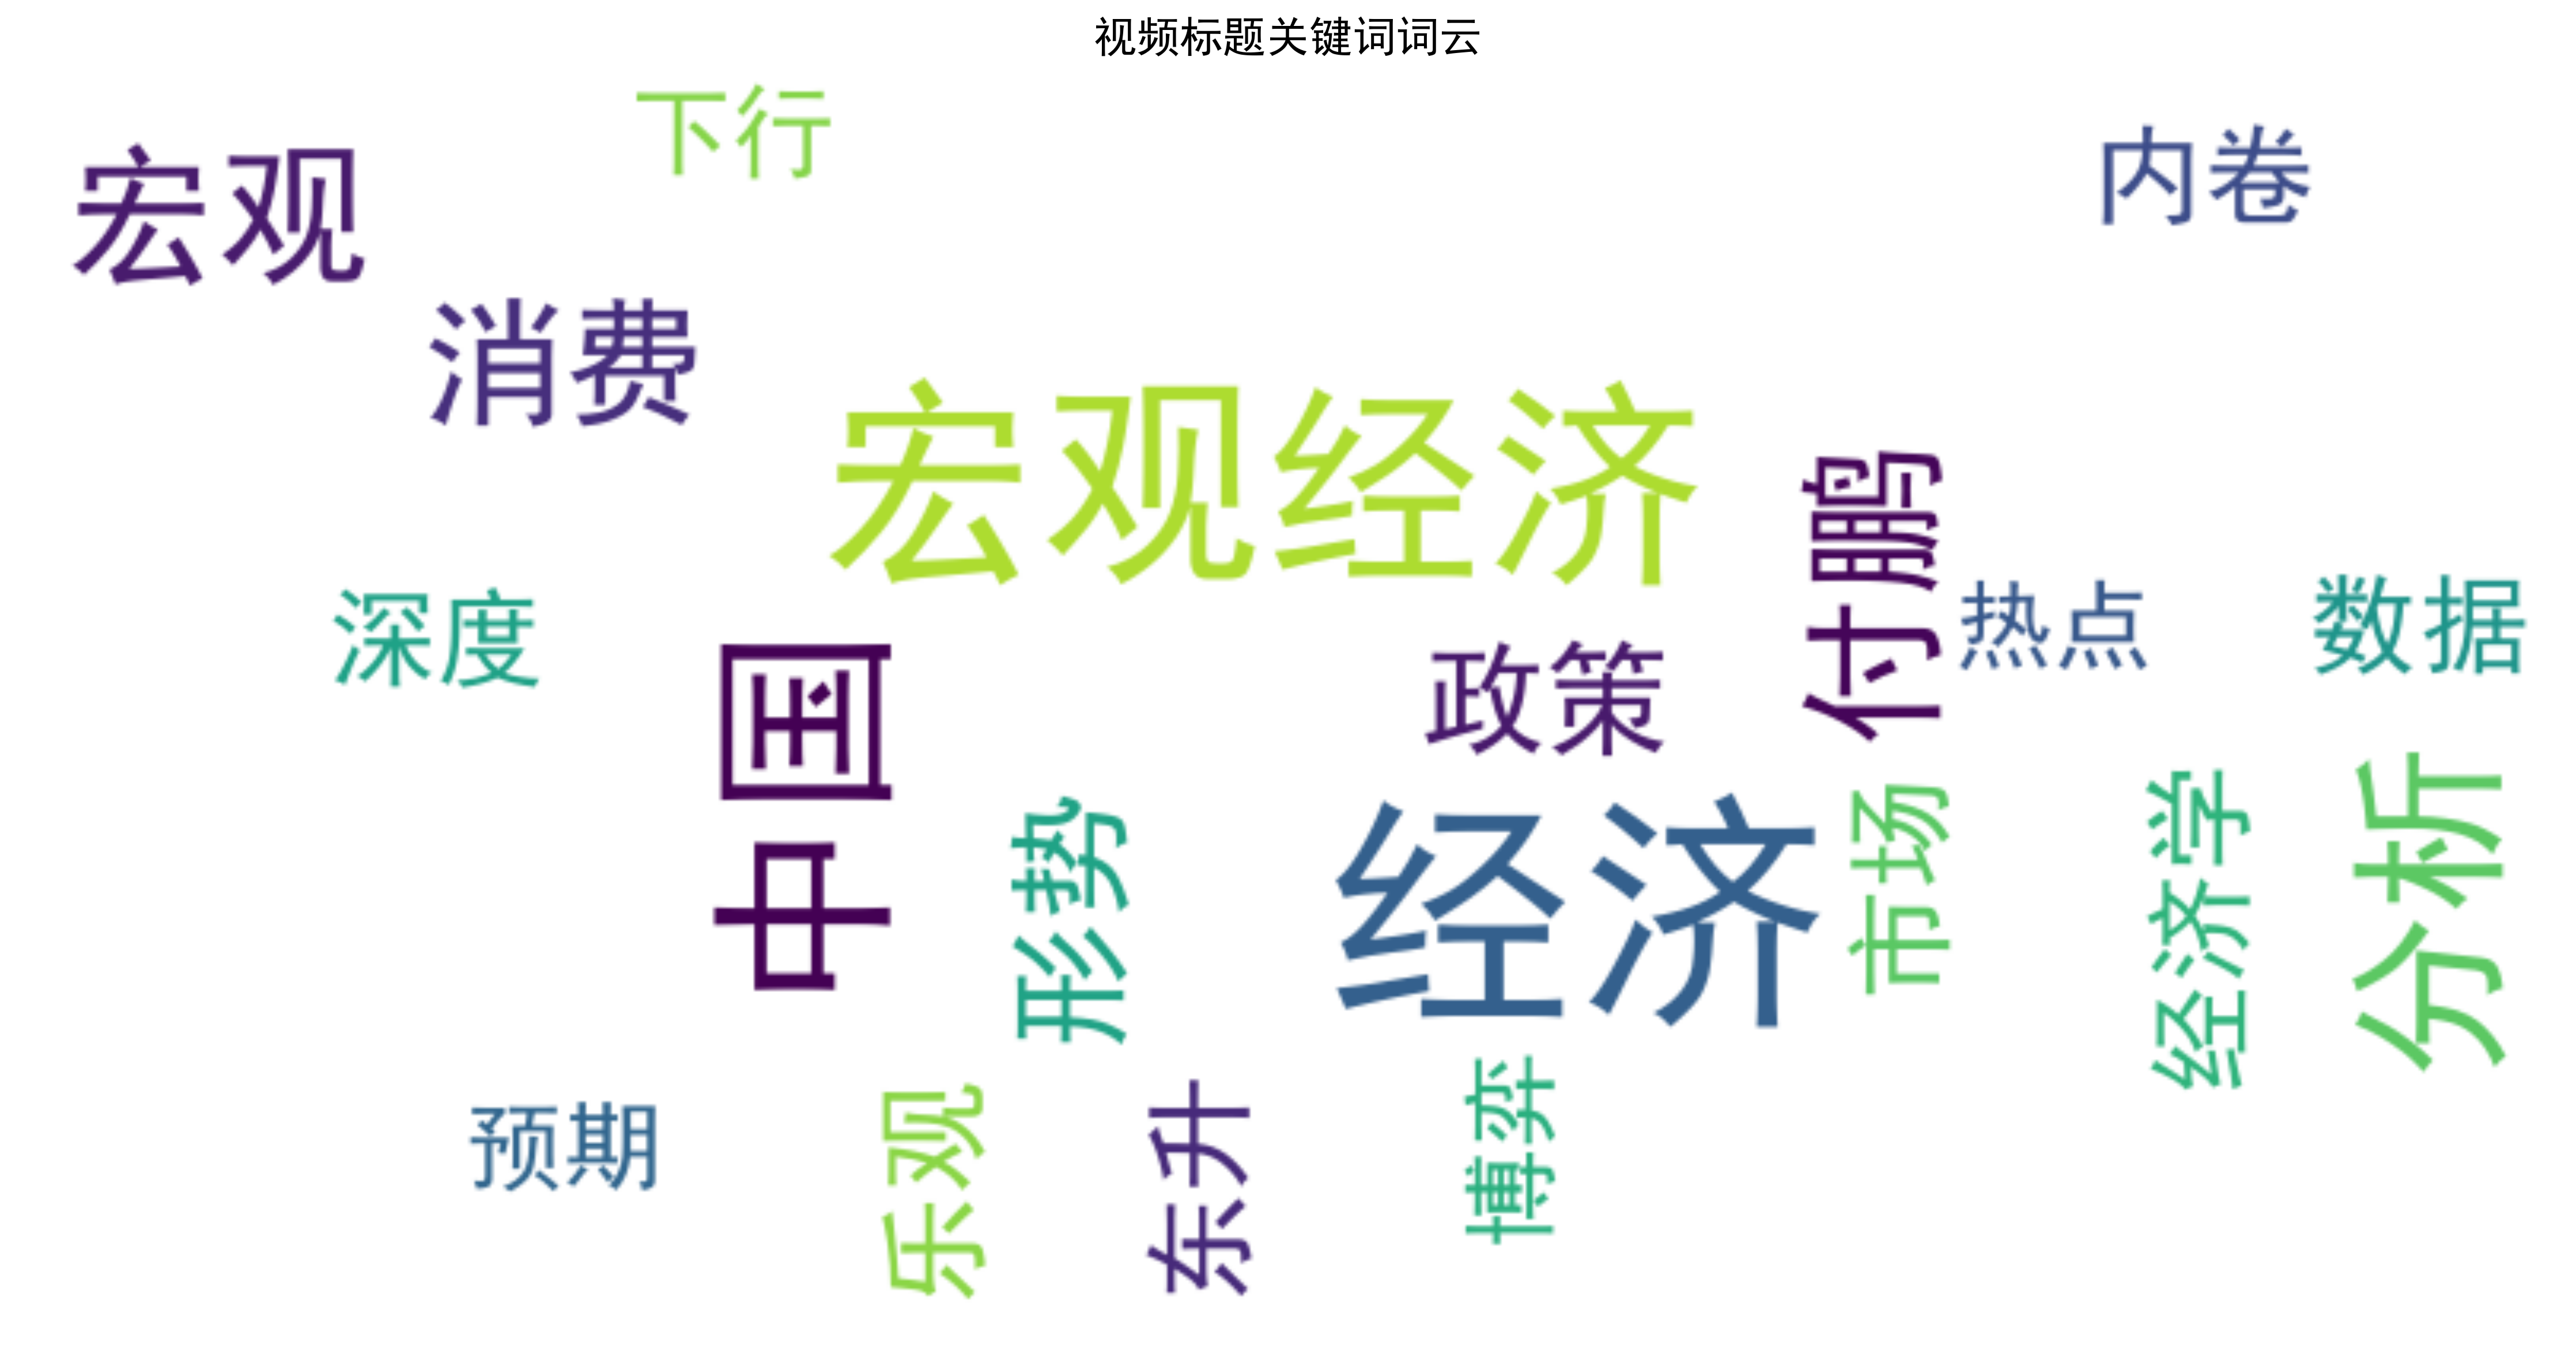 视频标题关键词词云
下行
内卷
宏观
消费
宏观经济
付鹏
深度
热点
数据
中国
政策
形势
经济
市场
经济学
分析
预期
乐观
东升
博弈